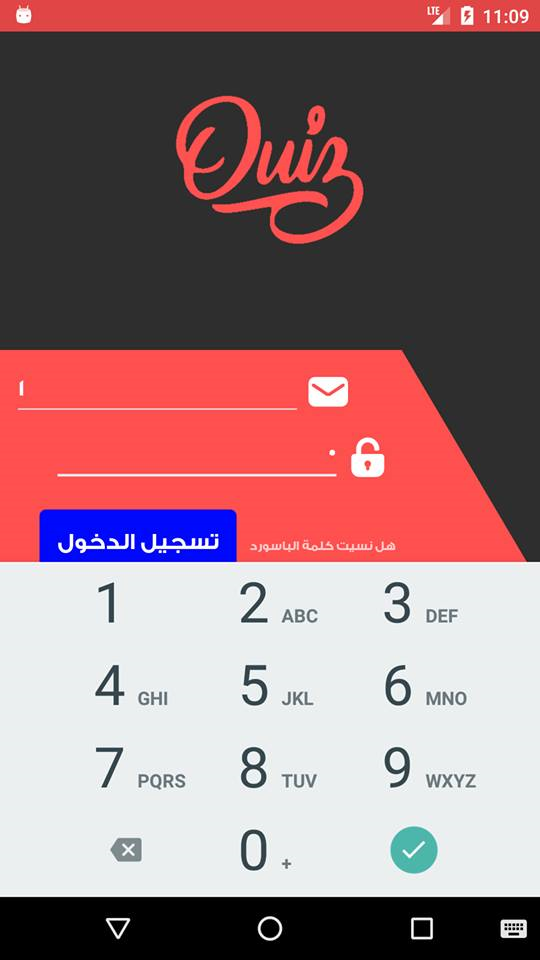 LTE 11:09
Quiz
ا
تسجيل الدخول
هل نسيت كلمة الباسورد
1
2 ABC
3 DEF
4 GHI
5 JKL
6 MNO
7 PQRS
8 TUV
9 WXYZ
0 +